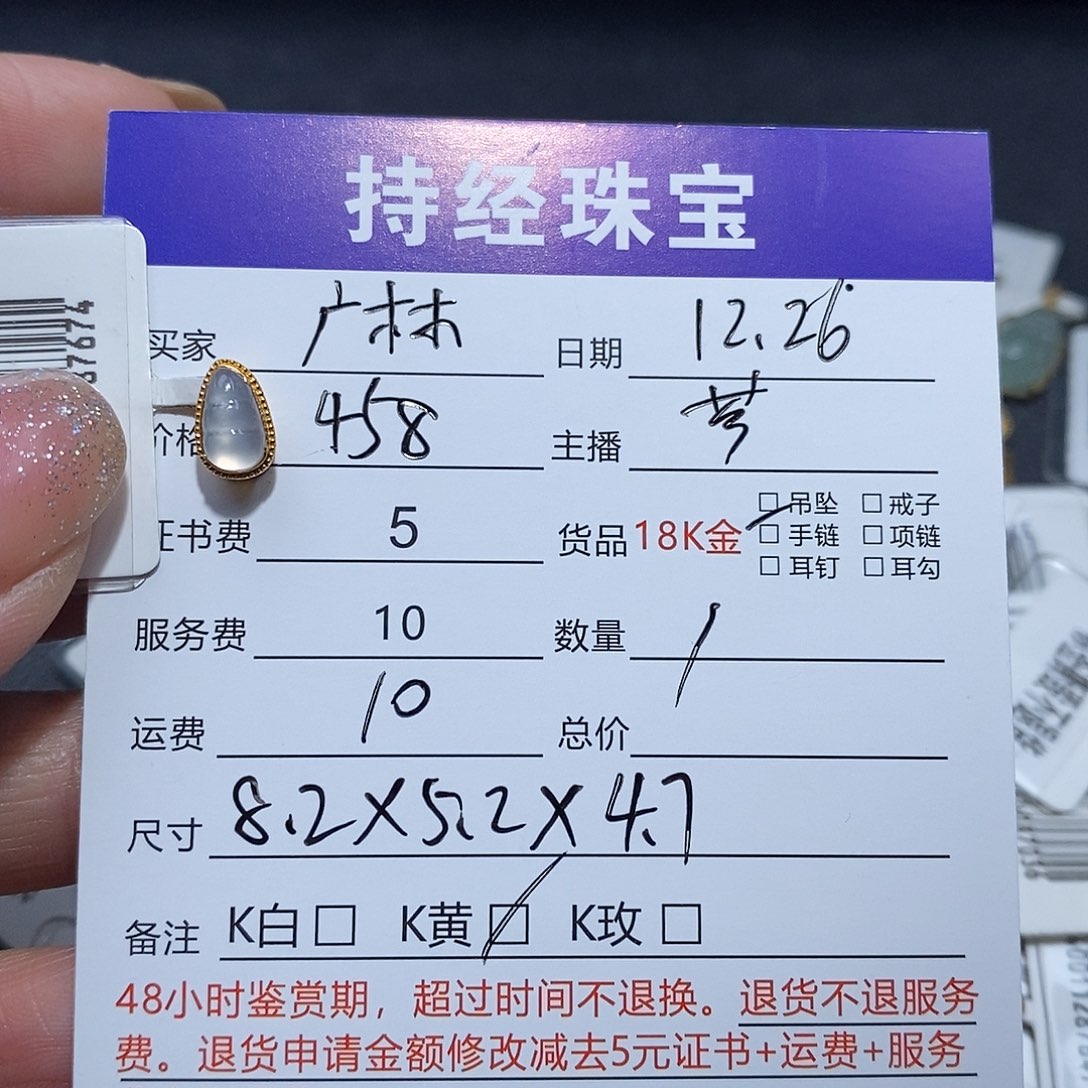 持经珠宝
买家 广林 日期 12.26
价格 458 主播
证书费 5 货品 18K金 □ 吊坠 □ 戒子
□ 手链 □ 项链
□ 耳钉 □ 耳勾
服务费 10 数量 1
运费 10 总价
尺寸 8.2X5.2X4.7
备注 K白 □ K黄 □ K玫 □
48小时鉴赏期，超过时间不退换。退货不退服务
费。退货申请金额修改减去5元证书+运费+服务